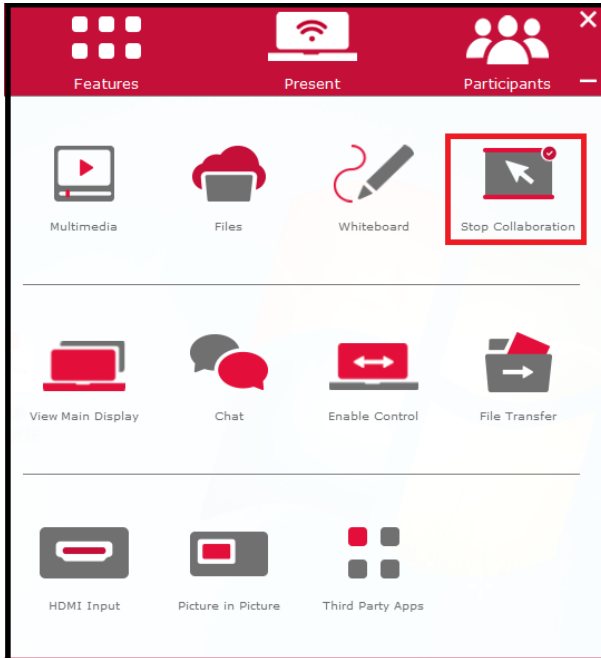 Features
Present
Participants
Multimedia
Files
Whiteboard
Stop Collaboration
View Main Display
Chat
Enable Control
File Transfer
HDMI Input
Picture in Picture
Third Party Apps